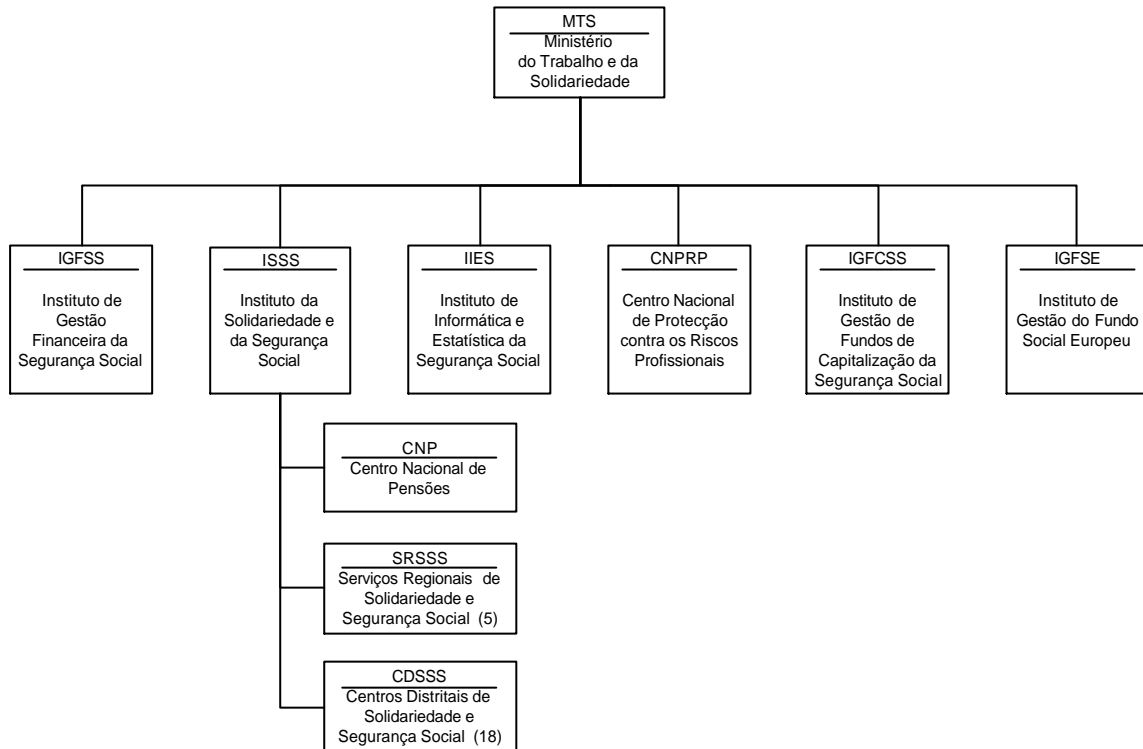 MTS
Ministério
do Trabalho e da
Solidariedade
IGFSS
Instituto de
Gestão
Financeira da
Segurança Social
ISSS
Instituto da
Solidariedade e
da Segurança
Social
IIES
Instituto de
Informática e
Estatística da
Segurança Social
CNPRP
Centro Nacional
de Protecção
contra os Riscos
Profissionais
IGFCSS
Instituto de
Gestão de
Fundos de
Capitalização da
Segurança Social
IGFSE
Instituto de
Gestão do Fundo
Social Europeu
CNP
Centro Nacional de
Pensões
SRSSS
Serviços Regionais de
Solidariedade e
Segurança Social (5)
CDSSS
Centros Distritais de
Solidariedade e
Segurança Social (18)